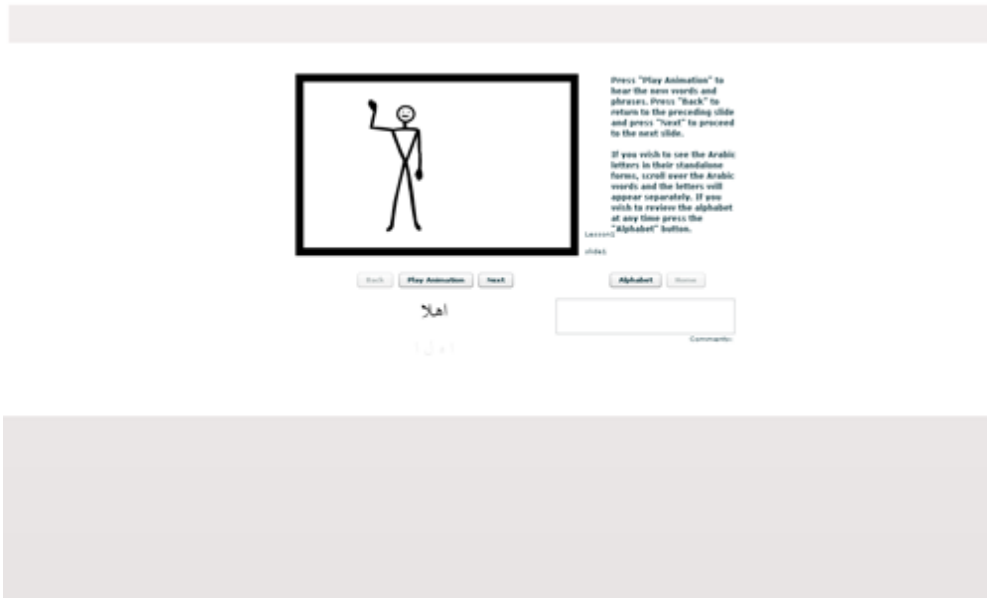 Press "Play Animation" to
hear the new words and
phrases. Press "Back" to
return to the preceding slide
and press "Next" to proceed
to the next slide.
If you wish to see the Arabic
letters in their standalone
forms, scroll over the Arabic
words and the letters will
appear separately. If you
wish to review the alphabet
at any time press the
"Alphabet" button.
Lesson1
slide1
Back Play Animation Next Alphabet Home
اهلا
Comments: